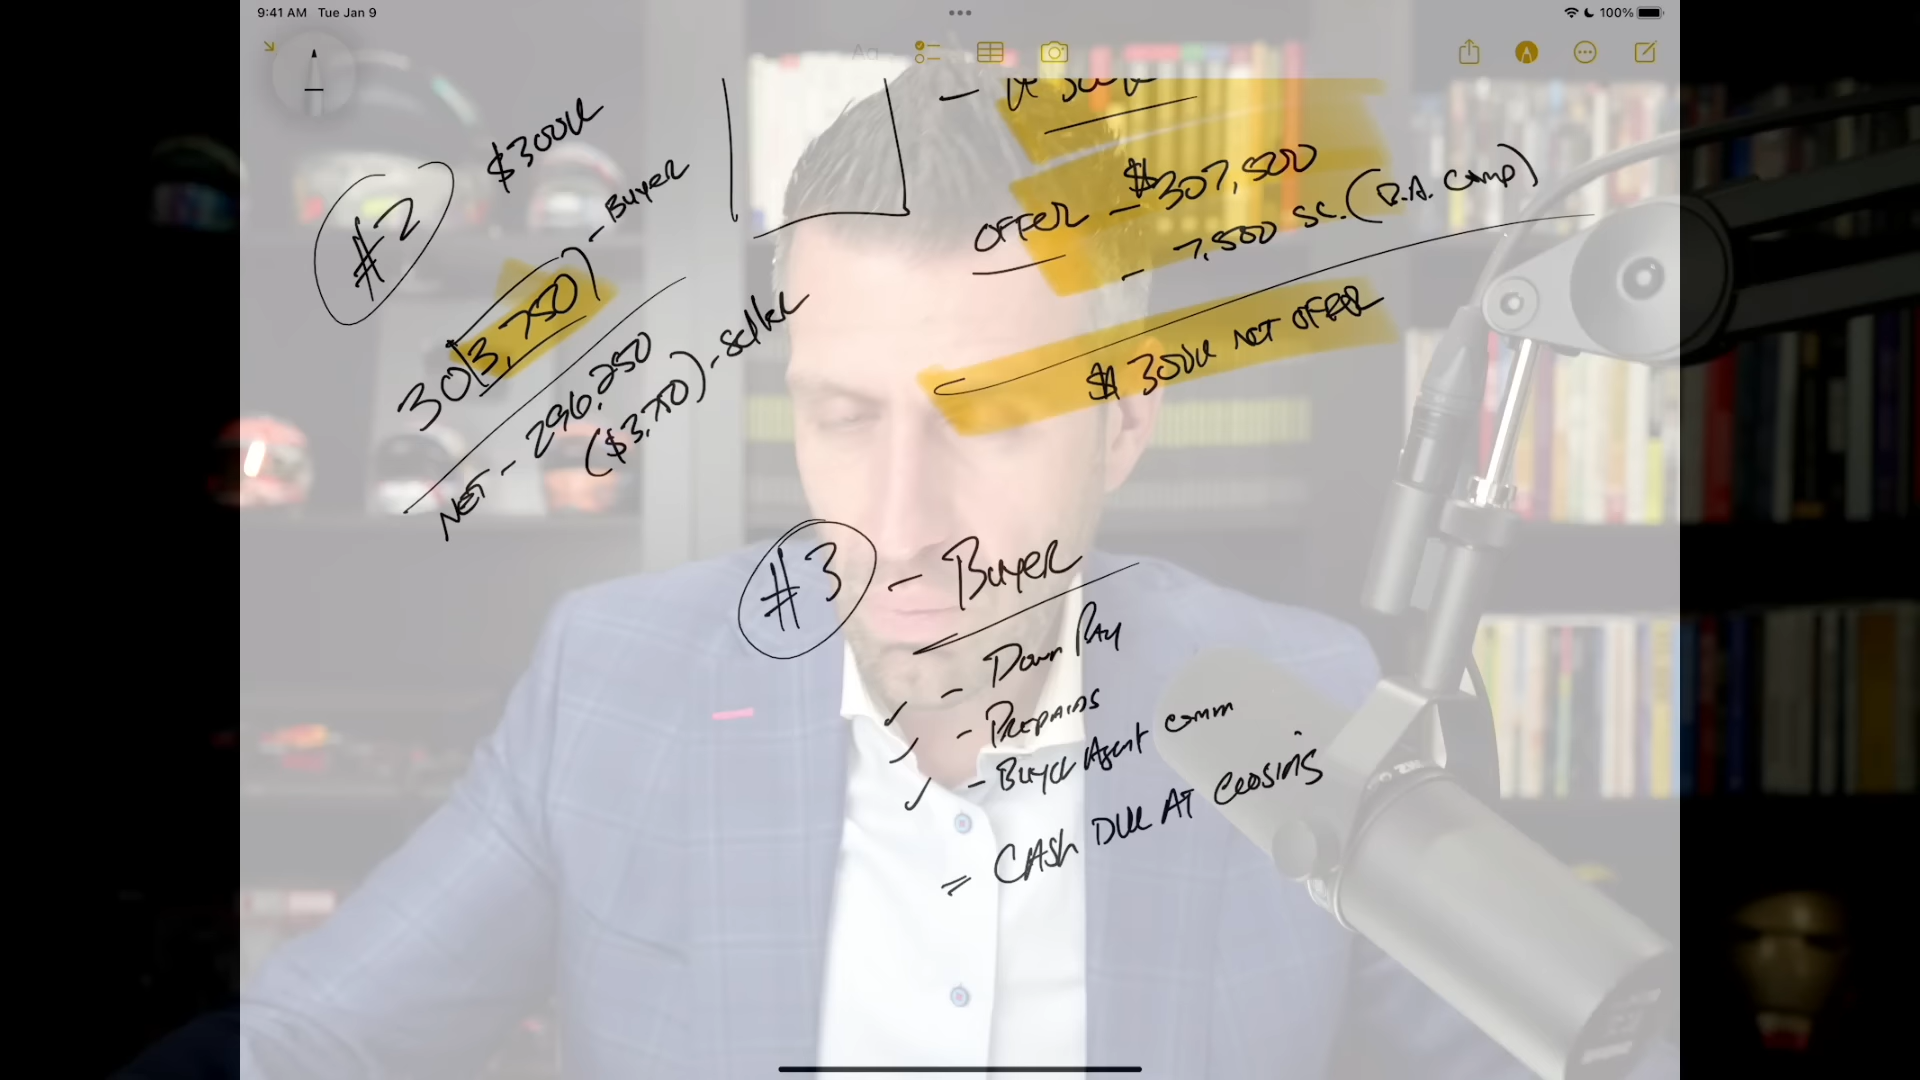 9:41 AM Tue Jan 9
100%
Aa
OFFER - $307,500
- 7,500 S.C. (B.A. COMP)
$300K NET OFFER
#2
$300K
303,750 - BUYER
NET - 296,250
($3,750) - Seller
#3 - BUYER
- Down PAY
- PREPAIDS
- BUYER Agent comm
= CASH DUE AT CLOSING